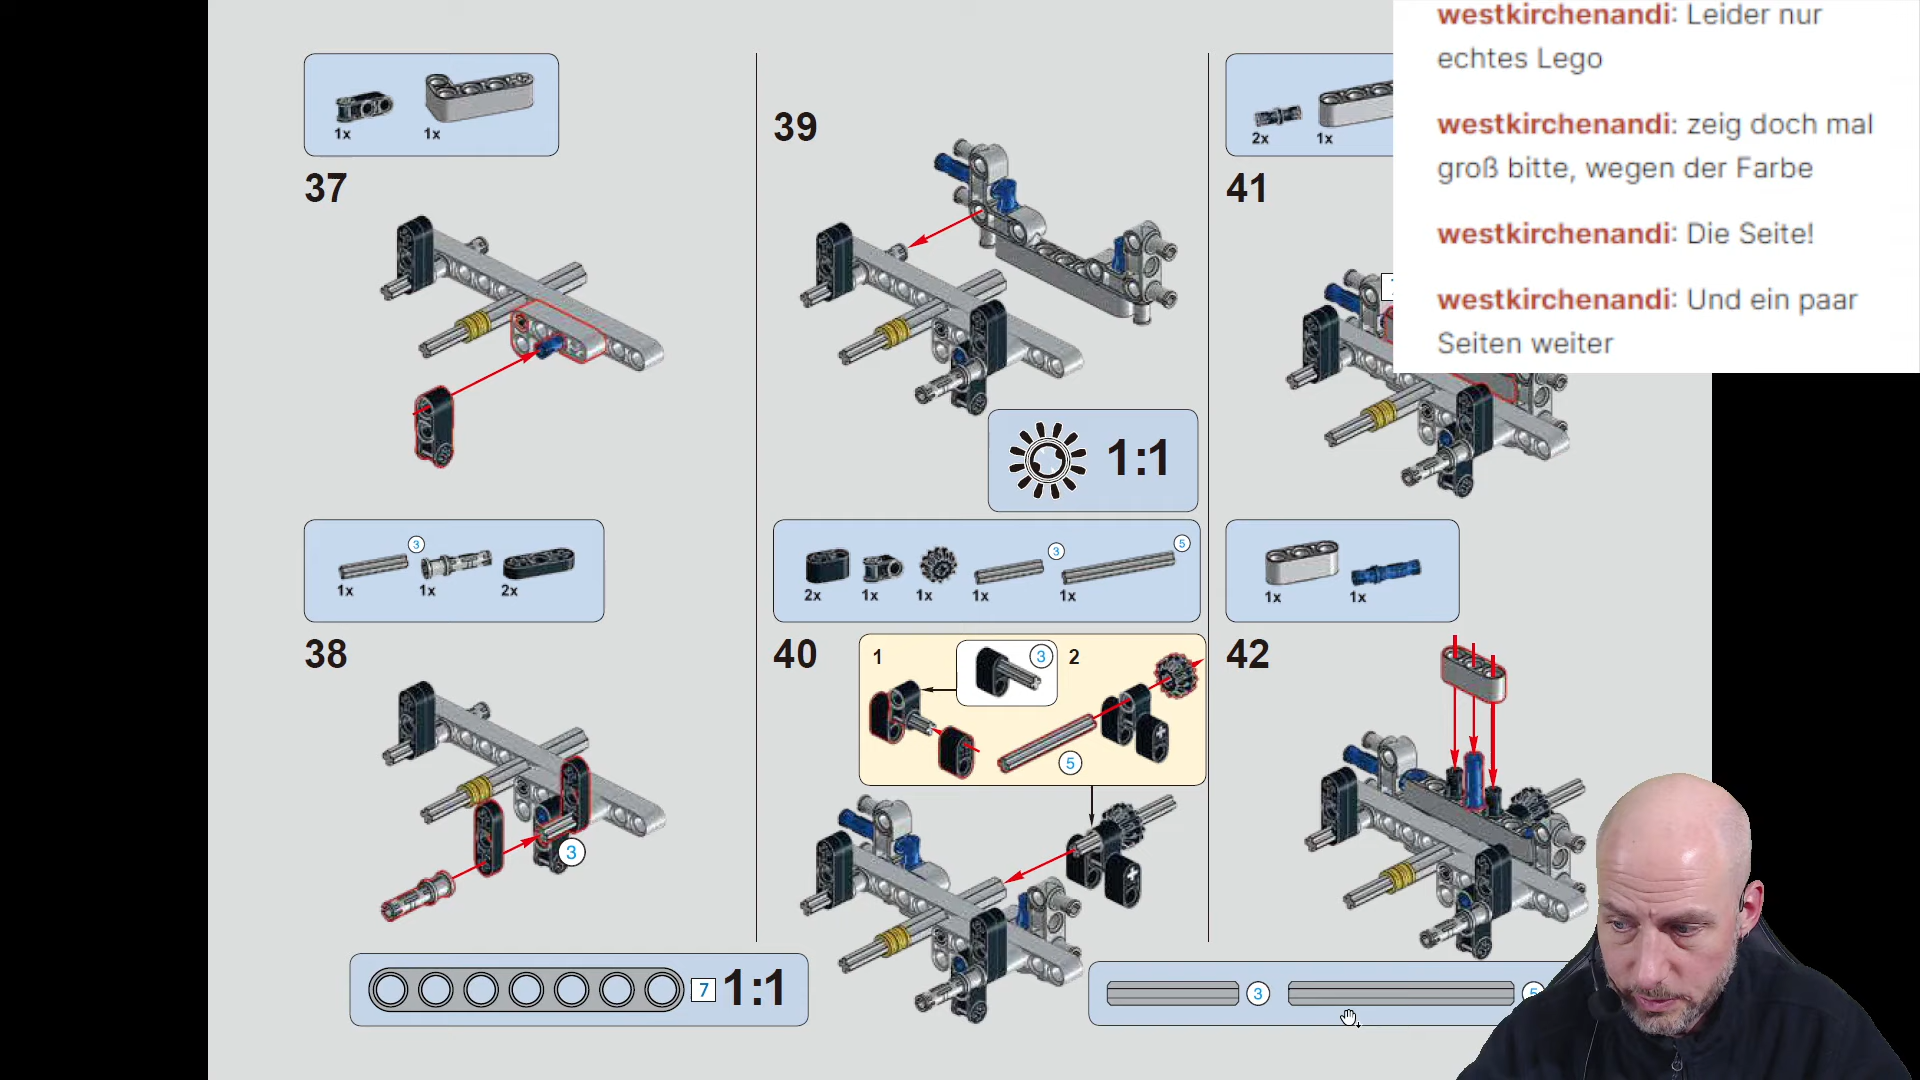 westkirchenandi: Leider nur
echtes Lego
westkirchenandi: zeig doch mal
groß bitte, wegen der Farbe
westkirchenandi: Die Seite!
westkirchenandi: Und ein paar
Seiten weiter
1x
1x
37
3
1x
1x
2x
38
7
1:1
39
1:1
3
5
2x
1x
1x
1x
1x
40
1
3
2
5
3
2x
1x
41
1x
1x
42
3
5